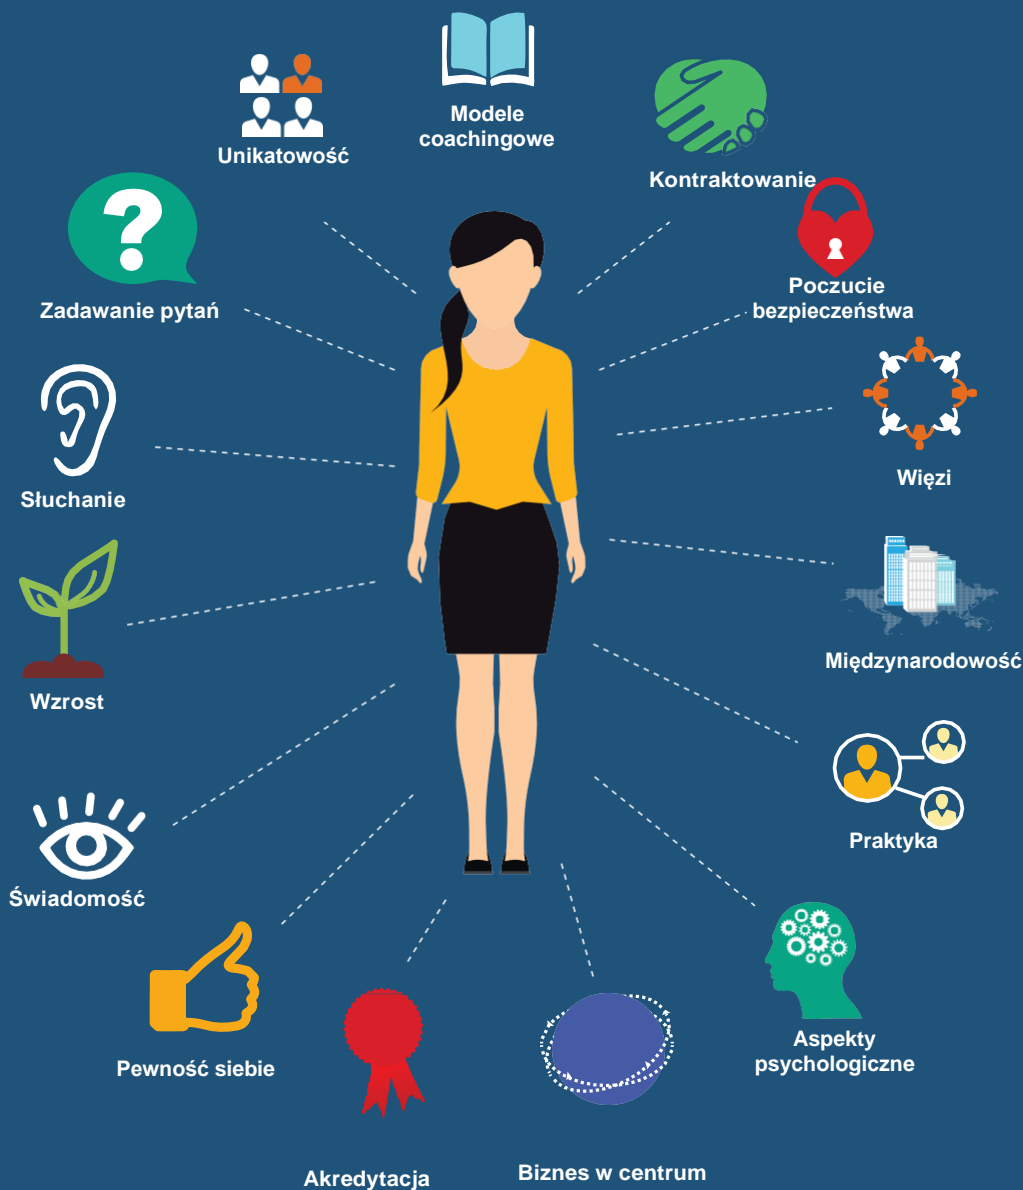 Modele
coachingowe
Unikatowość
Kontraktowanie
Zadawanie pytań
Poczucie
bezpieczeństwa
Słuchanie
Więzi
Wzrost
Międzynarodowość
Świadomość
Praktyka
Pewność siebie
Aspekty
psychologiczne
Akredytacja
Biznes w centrum